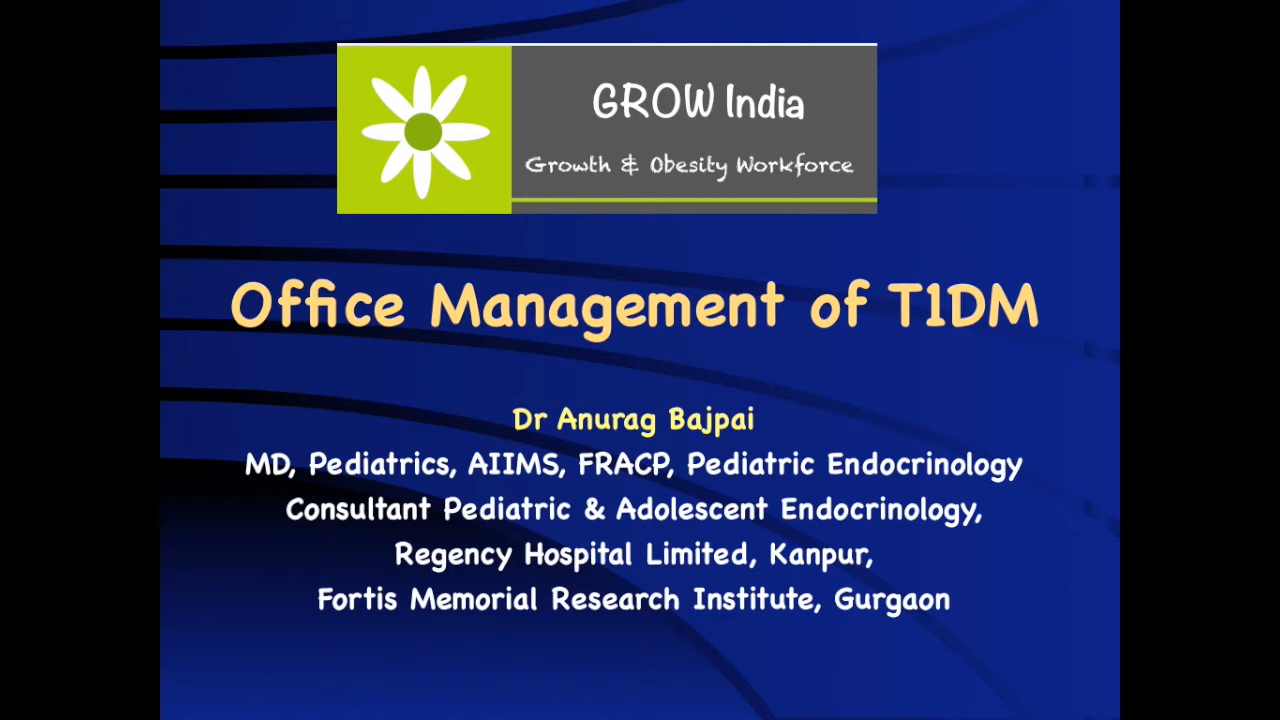 GROW India
Growth & Obesity Workforce
Office Management of T1DM
Dr Anurag Bajpai
MD, Pediatrics, AIIMS, FRACP, Pediatric Endocrinology
Consultant Pediatric & Adolescent Endocrinology,
Regency Hospital Limited, Kanpur,
Fortis Memorial Research Institute, Gurgaon